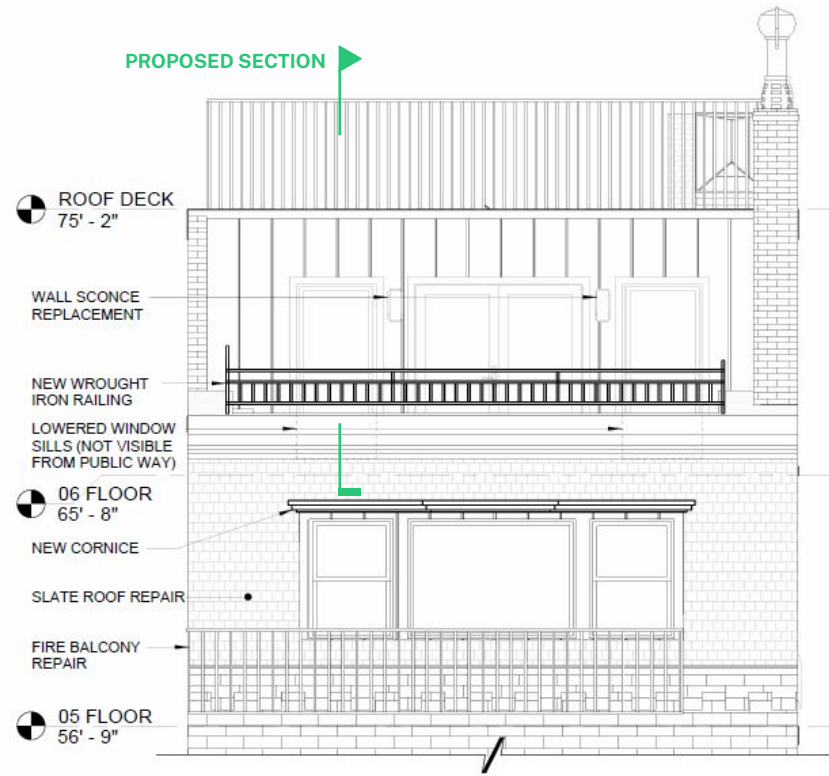 PROPOSED SECTION
ROOF DECK
75' - 2"
WALL SCONCE
REPLACEMENT
NEW WROUGHT
IRON RAILING
LOWERED WINDOW
SILLS (NOT VISIBLE
FROM PUBLIC WAY)
06 FLOOR
65' - 8"
NEW CORNICE
SLATE ROOF REPAIR
FIRE BALCONY
REPAIR
05 FLOOR
56' - 9"